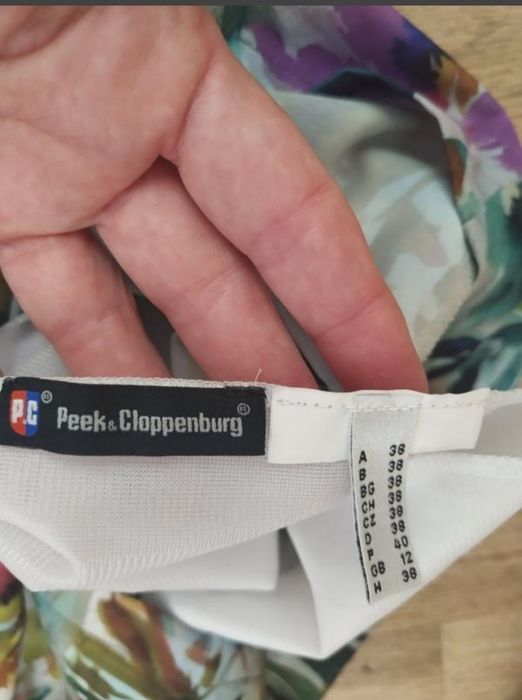 P&C® Peek & Cloppenburg®
A 38
B 38
BG 38
CH 38
CZ 38
D 38
F 40
GB 12
H 38